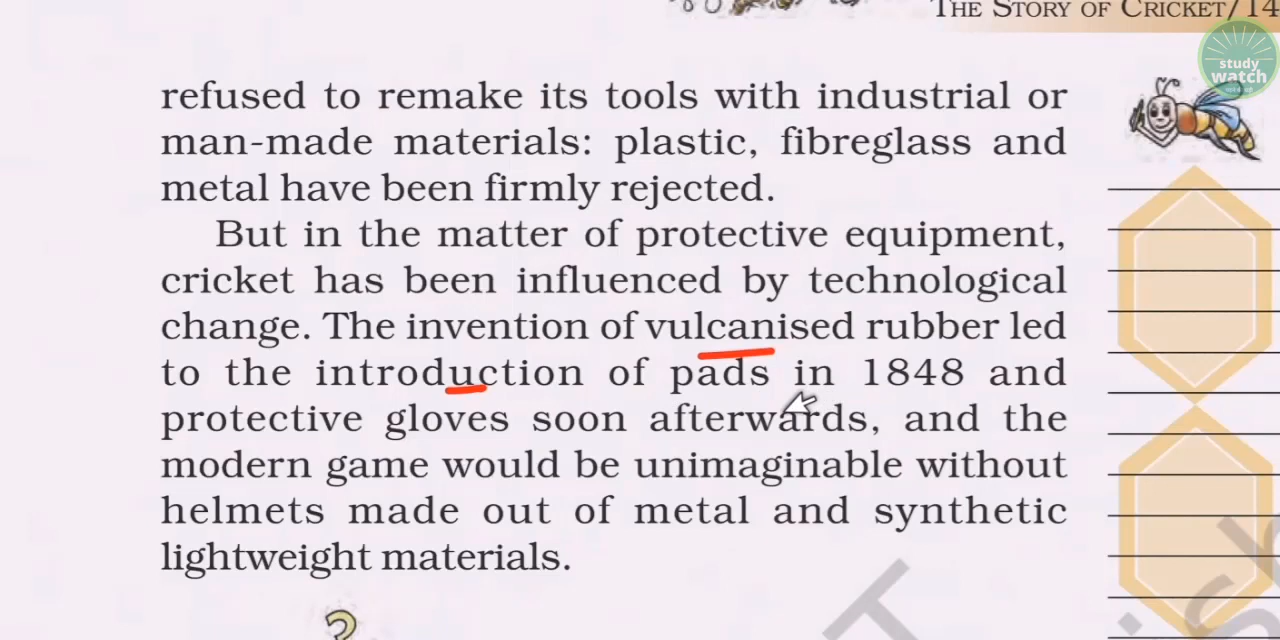 THE STORY OF CRICKET/14
study
watch
refused to remake its tools with industrial or
man-made materials: plastic, fibreglass and
metal have been firmly rejected.
But in the matter of protective equipment,
cricket has been influenced by technological
change. The invention of vulcanised rubber led
to the introduction of pads in 1848 and
protective gloves soon afterwards, and the
modern game would be unimaginable without
helmets made out of metal and synthetic
lightweight materials.
?